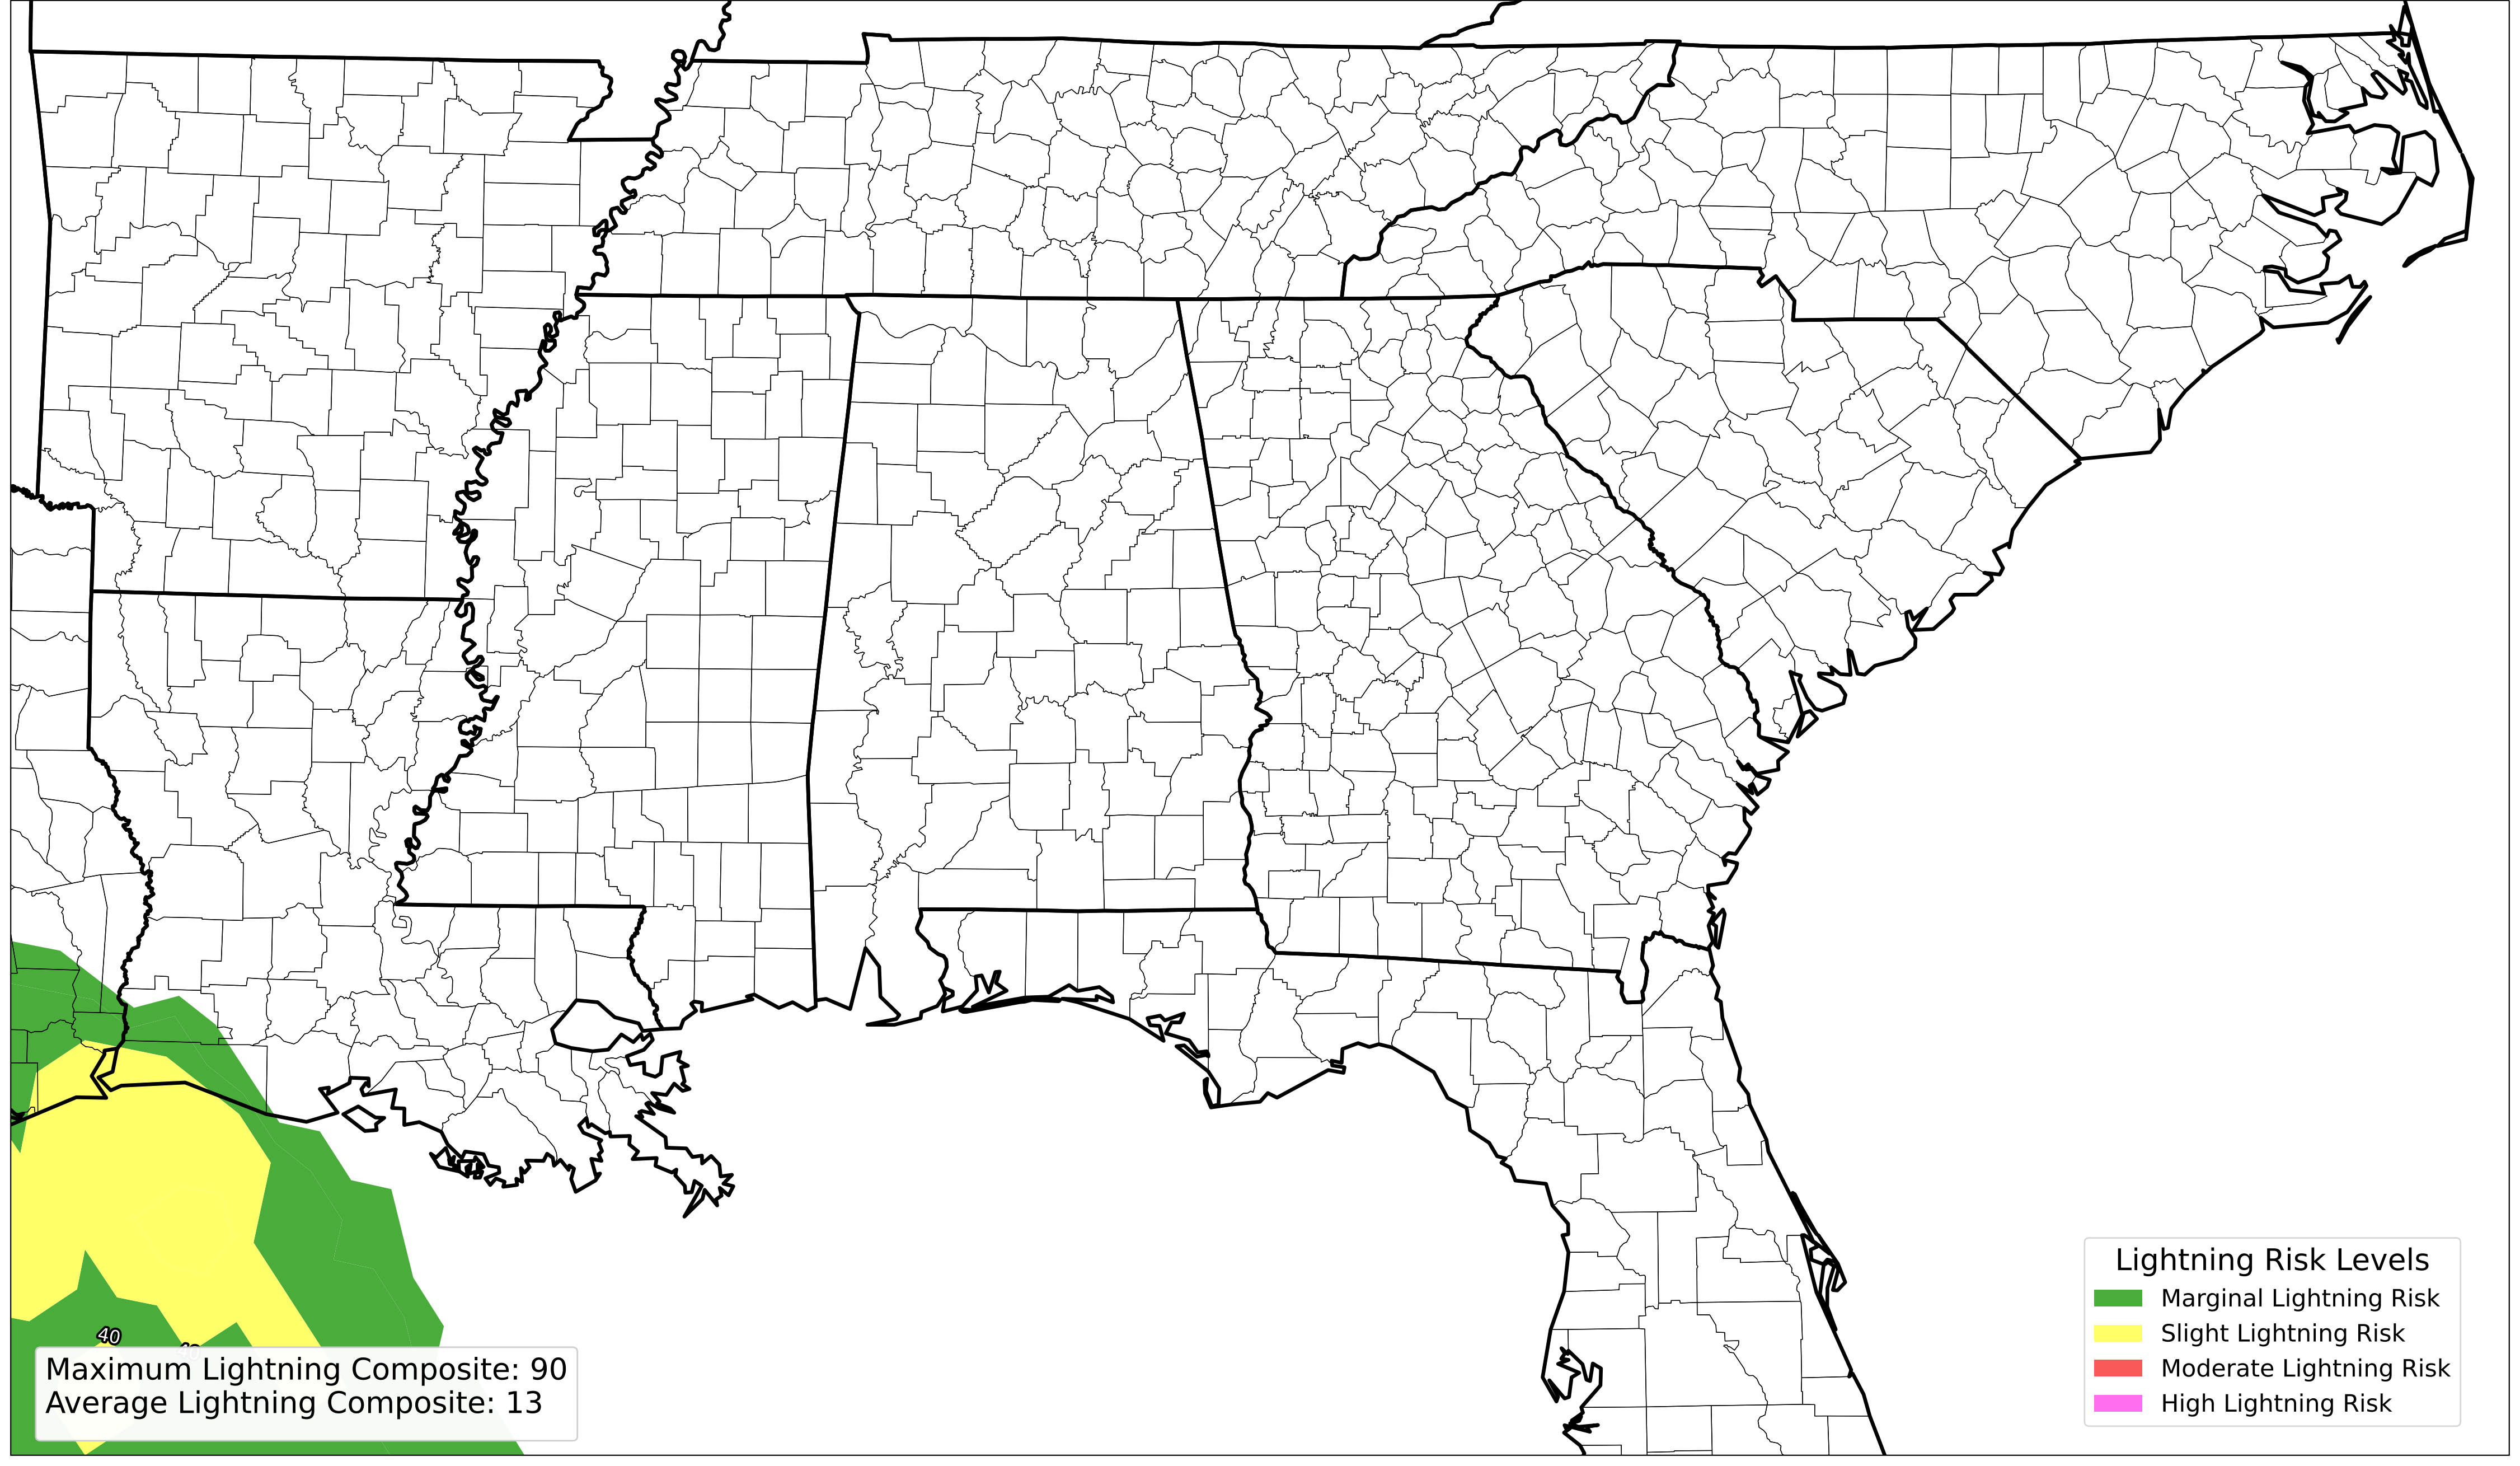 40
Maximum Lightning Composite: 90
Average Lightning Composite: 13
Lightning Risk Levels
Marginal Lightning Risk
Slight Lightning Risk
Moderate Lightning Risk
High Lightning Risk